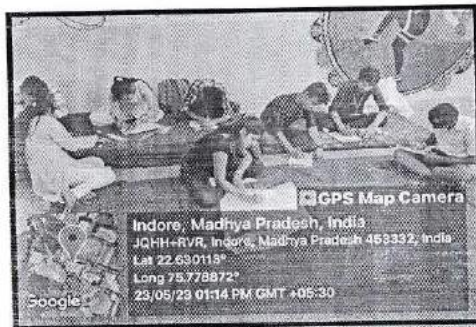 GPS Map Camera
Indore, Madhya Pradesh, India
JQHH+RVR, Indore, Madhya Pradesh 453332, India
Lat 22.630113°
Long 75.778872°
23/05/23 01:14 PM GMT +05:30
Google